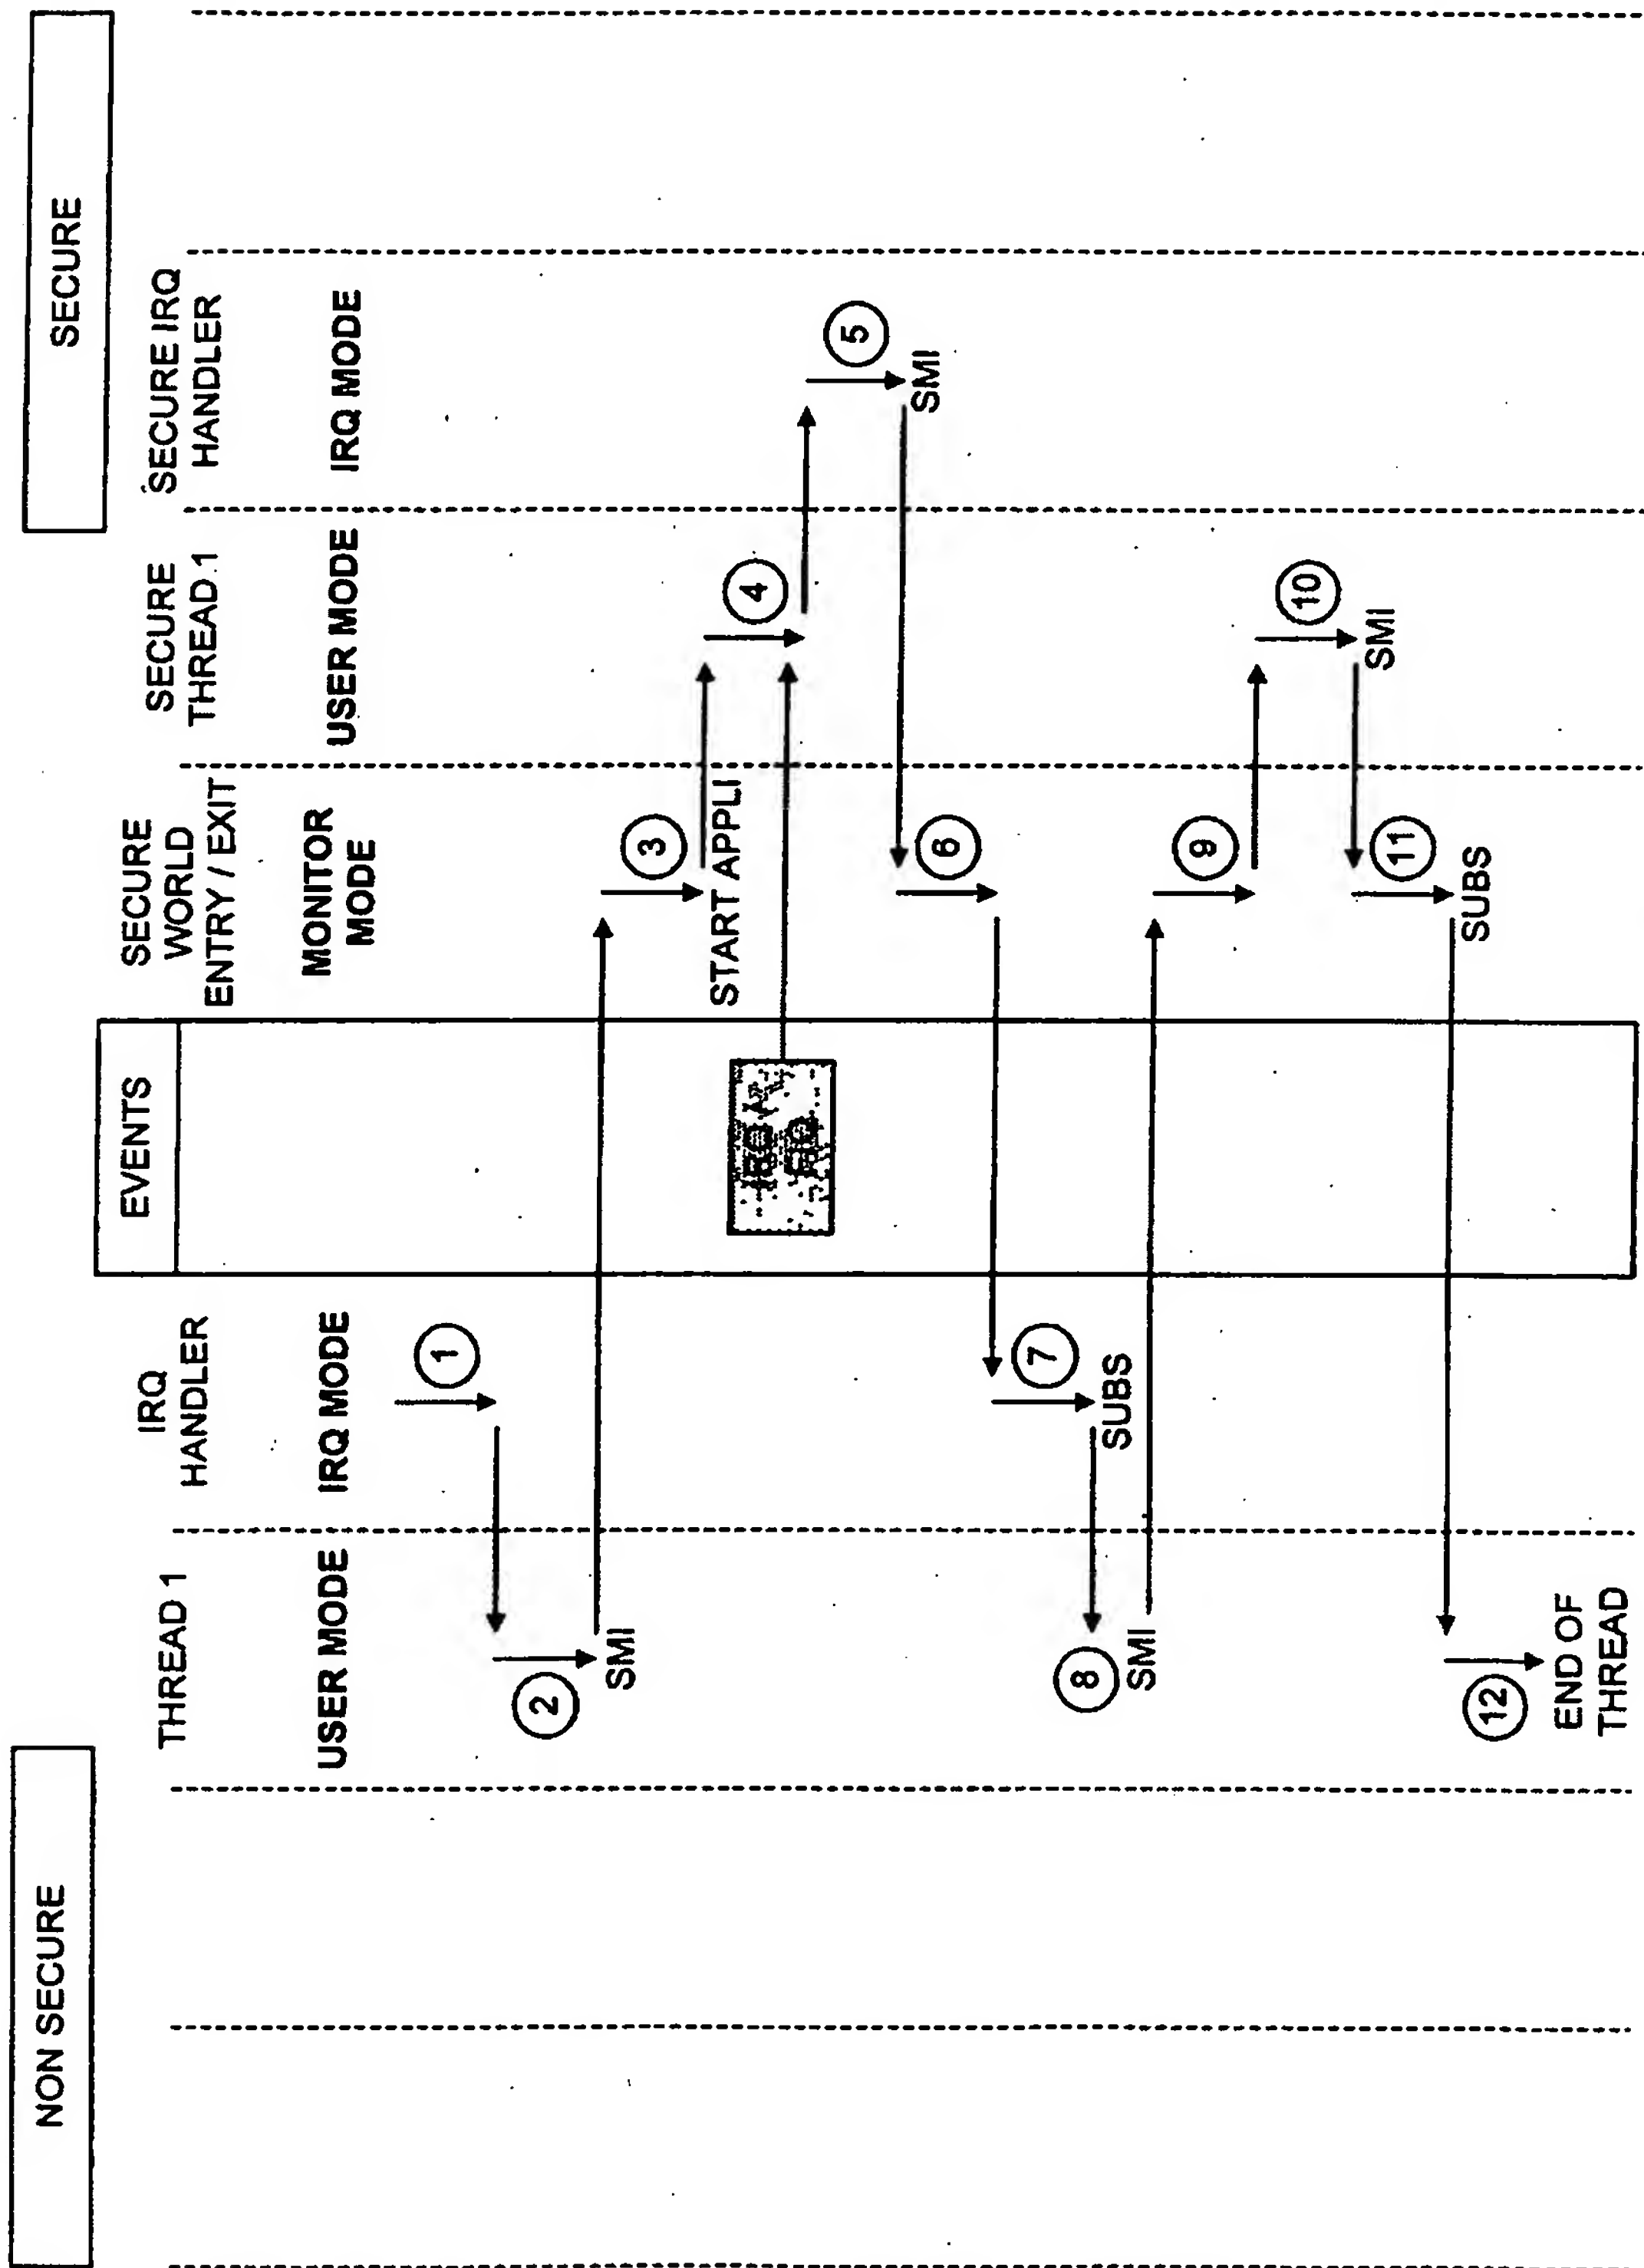 NON SECURE
SECURE
THREAD 1
IRQ
HANDLER
EVENTS
SECURE
WORLD
ENTRY / EXIT
SECURE
THREAD 1
SECURE IRQ
HANDLER
USER MODE
IRQ MODE
MONITOR
MODE
USER MODE
IRQ MODE
1
2
SMI
3
START APPLI
4
5
SMI
6
7
SUBS
8
SMI
9
10
SMI
11
SUBS
12
END OF
THREAD